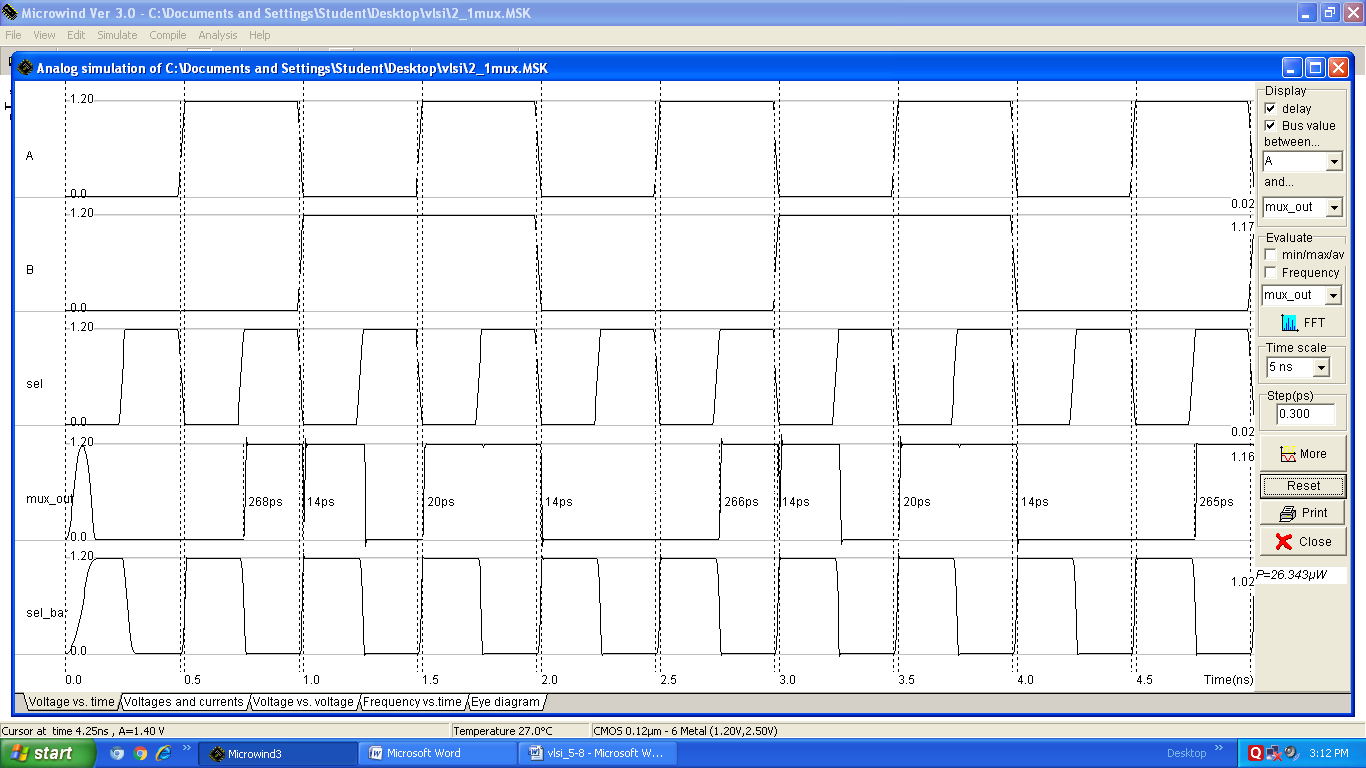 Microwind Ver 3.0 - C:\Documents and Settings\Student\Desktop\vlsi\2_1mux.MSK
File View Edit Simulate Compile Analysis Help
Analog simulation of C:\Documents and Settings\Student\Desktop\vlsi\2_1mux.MSK
1.20
A
0.0
0.02
1.20
1.17
B
0.0
1.20
sel
0.0
0.02
1.20
1.16
mux_out
268ps 14ps 20ps 14ps 266ps 14ps 20ps 14ps 265ps
0.0
1.20
1.02
sel_ba
0.0
0.0 0.5 1.0 1.5 2.0 2.5 3.0 3.5 4.0 4.5 Time(ns)
Display
delay
Bus value
between...
A
and...
mux_out
Evaluate
min/max/av
Frequency
mux_out
FFT
Time scale
5 ns
Step(ps)
0.300
More
Reset
Print
Close
P=26.343µW
Voltage vs. time Voltages and currents Voltage vs. voltage Frequency vs.time Eye diagram
Cursor at time 4.25ns , A=1.40 V Temperature 27.0°C CMOS 0.12µm - 6 Metal (1.20V,2.50V)
start » Microwind3 Microsoft Word vlsi_5-8 - Microsoft W... Desktop » 3:12 PM